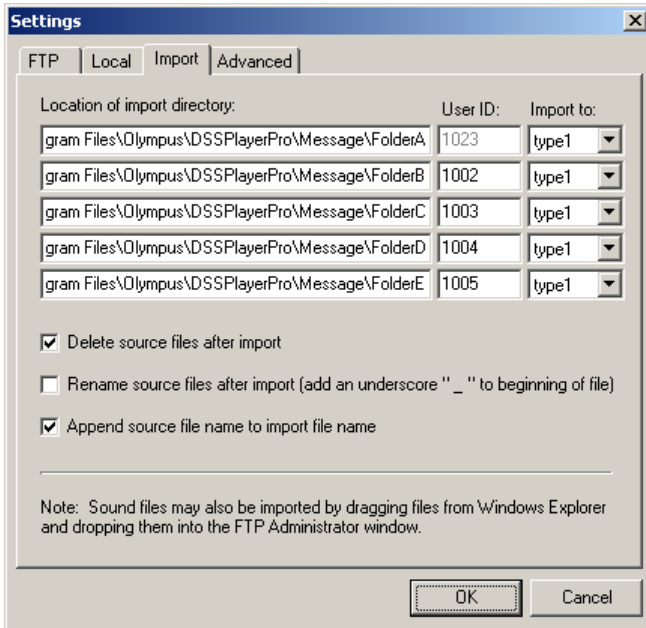 Settings
FTP Local Import Advanced
Location of import directory: User ID: Import to:
gram Files\Olympus\DSSPlayerPro\Message\FolderA 1023 type1
gram Files\Olympus\DSSPlayerPro\Message\FolderB 1002 type1
gram Files\Olympus\DSSPlayerPro\Message\FolderC 1003 type1
gram Files\Olympus\DSSPlayerPro\Message\FolderD 1004 type1
gram Files\Olympus\DSSPlayerPro\Message\FolderE 1005 type1
Delete source files after import
Rename source files after import (add an underscore " _ " to beginning of file)
Append source file name to import file name
Note: Sound files may also be imported by dragging files from Windows Explorer
and dropping them into the FTP Administrator window.
OK Cancel